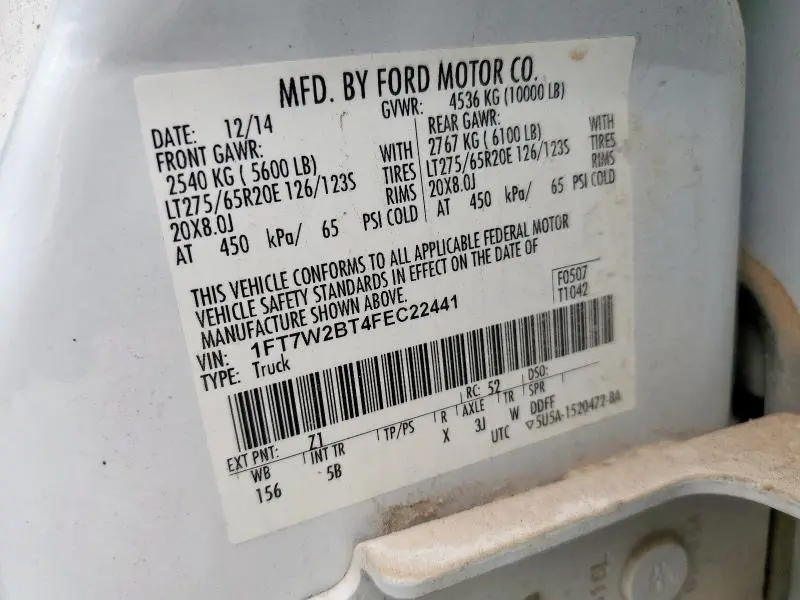 MFD. BY FORD MOTOR CO.
DATE: 12/14 GVWR: 4536 KG (10000 LB)
FRONT GAWR: REAR GAWR:
2540 KG ( 5600 LB) WITH 2767 KG ( 6100 LB) WITH
LT275/65R20E 126/123S TIRES LT275/65R20E 126/123S TIRES
20X8.0J RIMS 20X8.0J RIMS
AT 450 kPa/ 65 PSI COLD AT 450 kPa/ 65 PSI COLD
THIS VEHICLE CONFORMS TO ALL APPLICABLE FEDERAL MOTOR
VEHICLE SAFETY STANDARDS IN EFFECT ON THE DATE OF
MANUFACTURE SHOWN ABOVE.
F0507
VIN: 1FT7W2BT4FEC22441 T1042
TYPE: Truck
EXT PNT: Z1 RC: 52 DSO:
WB INT TR TP/PS R AXLE TR SPR
156 5B X 3J W DDFF
UTC ▽5U5A-1520472-BA